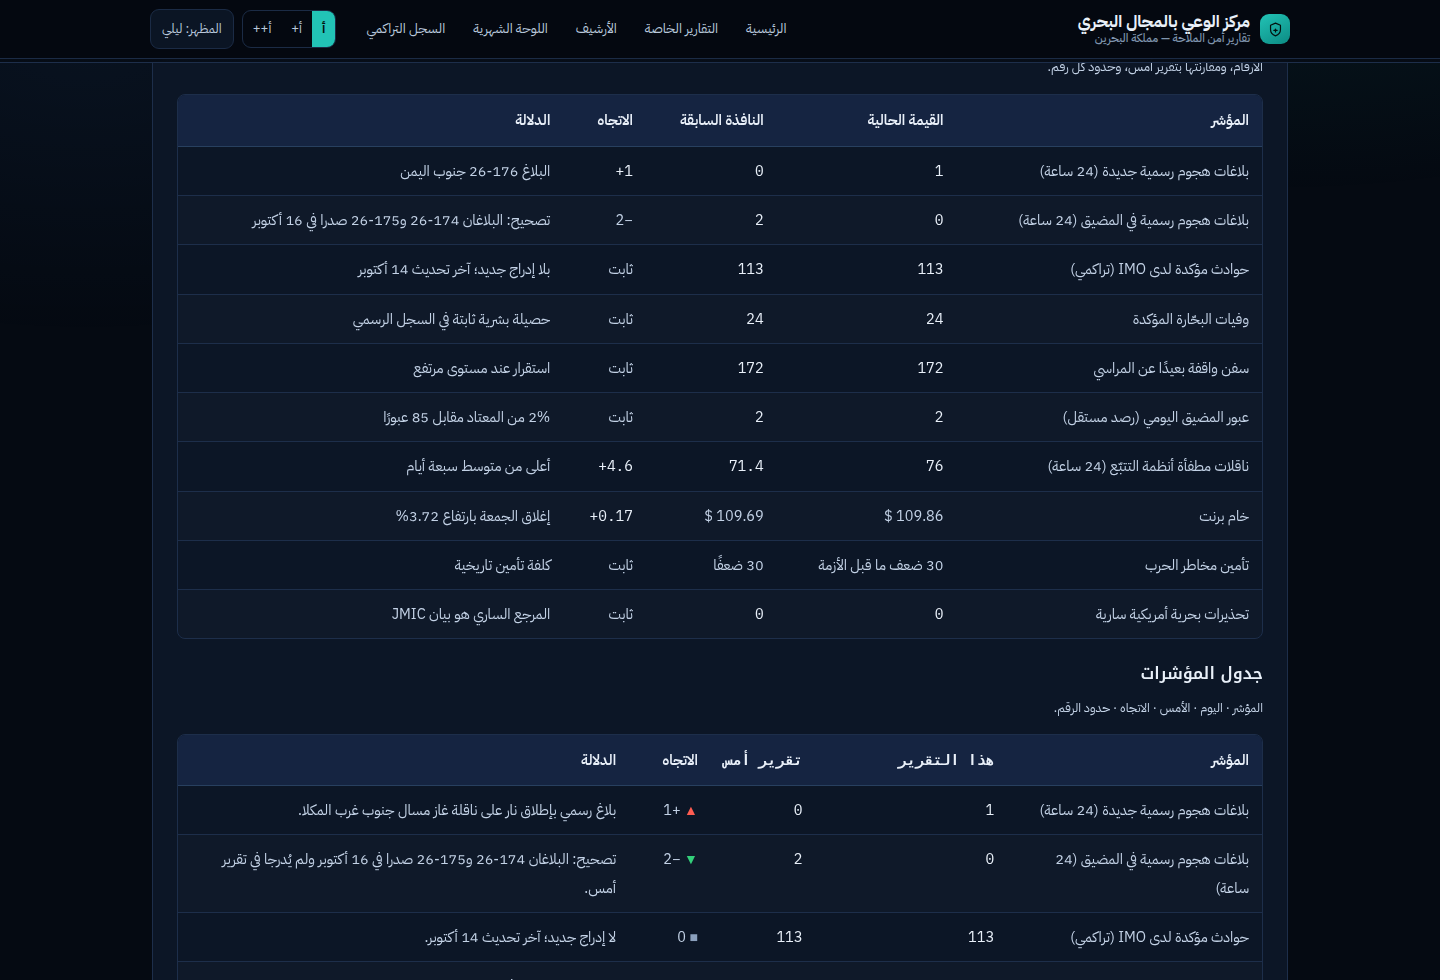 مركز الوعي بالمجال البحري
تقارير أمن الملاحة — مملكة البحرين
الرئيسية التقارير الخاصة الأرشيف اللوحة الشهرية السجل التراكمي
أ أ+ أ++
المظهر: ليلي
الأرقام، ومقارنتها بتقرير أمس، وحدود كل رقم.
المؤشر القيمة الحالية النافذة السابقة الاتجاه الدلالة
بلاغات هجوم رسمية جديدة (24 ساعة) 1 0 +1 البلاغ 176-26 جنوب اليمن
بلاغات هجوم رسمية في المضيق (24 ساعة) 0 2 −2 تصحيح: البلاغان 174-26 و175-26 صدرا في 16 أكتوبر
حوادث مؤكدة لدى IMO (تراكمي) 113 113 ثابت بلا إدراج جديد؛ آخر تحديث 14 أكتوبر
وفيات البحّارة المؤكدة 24 24 ثابت حصيلة بشرية ثابتة في السجل الرسمي
سفن واقفة بعيدًا عن المراسي 172 172 ثابت استقرار عند مستوى مرتفع
عبور المضيق اليومي (رصد مستقل) 2 2 ثابت 2% من المعتاد مقابل 85 عبورًا
ناقلات مطفأة أنظمة التتبّع (24 ساعة) 76 71.4 +4.6 أعلى من متوسط سبعة أيام
خام برنت 109.86 $ 109.69 $ +0.17 إغلاق الجمعة بارتفاع 3.72%
تأمين مخاطر الحرب 30 ضعف ما قبل الأزمة 30 ضعفًا ثابت كلفة تأمين تاريخية
تحذيرات بحرية أمريكية سارية 0 0 ثابت المرجع الساري هو بيان JMIC
جدول المؤشرات
المؤشر · اليوم · الأمس · الاتجاه · حدود الرقم.
المؤشر هذا التقرير تقرير أمس الاتجاه الدلالة
بلاغات هجوم رسمية جديدة (24 ساعة) 1 0 ▲ +1 بلاغ رسمي بإطلاق نار على ناقلة غاز مسال جنوب غرب المكلا.
بلاغات هجوم رسمية في المضيق (24 ساعة) 0 2 ▼ −2 تصحيح: البلاغان 174-26 و175-26 صدرا في 16 أكتوبر ولم يُدرجا في تقرير أمس.
حوادث مؤكدة لدى IMO (تراكمي) 113 113 ■ 0 لا إدراج جديد؛ آخر تحديث 14 أكتوبر.